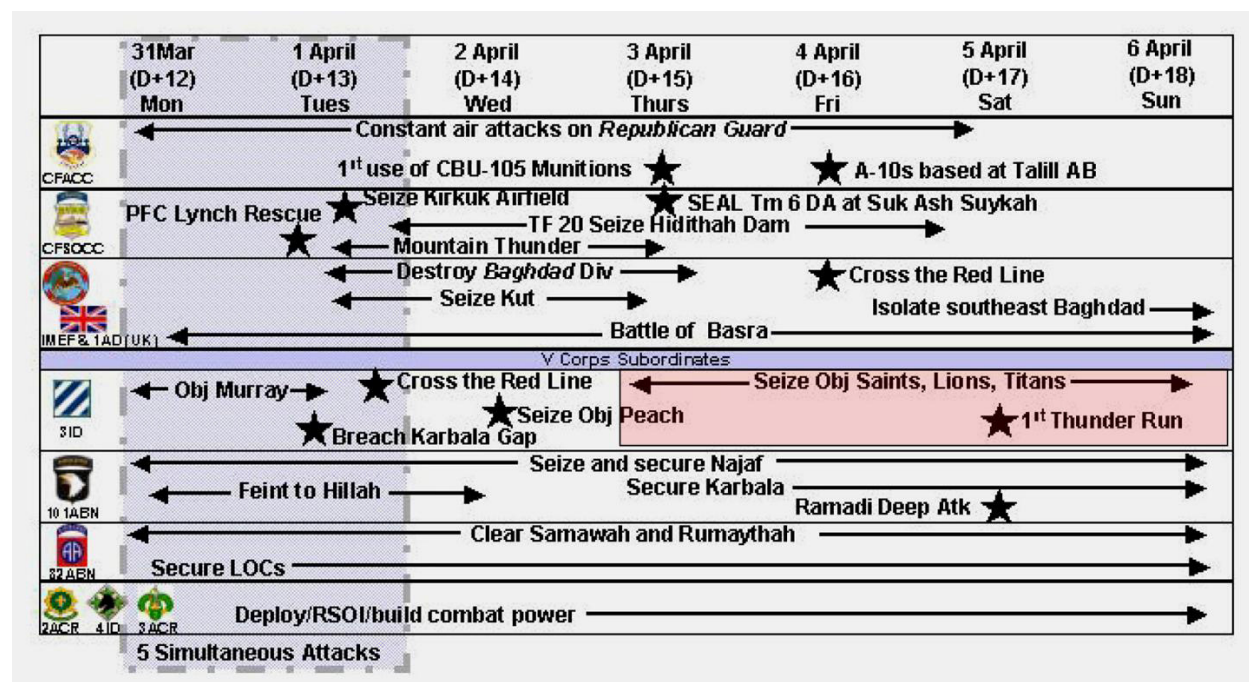 31Mar 1 April 2 April 3 April 4 April 5 April 6 April
(D+12) (D+13) (D+14) (D+15) (D+16) (D+17) (D+18)
Mon Tues Wed Thurs Fri Sat Sun
Constant air attacks on Republican Guard
1st use of CBU-105 Munitions A-10s based at Talill AB
CFACC
Seize Kirkuk Airfield SEAL Tm 6 DA at Suk Ash Suykah
PFC Lynch Rescue
TF 20 Seize Hidithah Dam
CFSOCC
Mountain Thunder
Destroy Baghdad Div Cross the Red Line
Seize Kut Isolate southeast Baghdad
IMEF & 1AD(UK) Battle of Basra
V Corps Subordinates
Obj Murray Cross the Red Line Seize Obj Saints, Lions, Titans
Seize Obj Peach 1st Thunder Run
3ID Breach Karbala Gap
Seize and secure Najaf
Feint to Hillah Secure Karbala
101ABN Ramadi Deep Atk
AA
Clear Samawah and Rumaythah
82ABN Secure LOCs
Deploy/RSOI/build combat power
2ACR 4ID 3ACR
5 Simultaneous Attacks